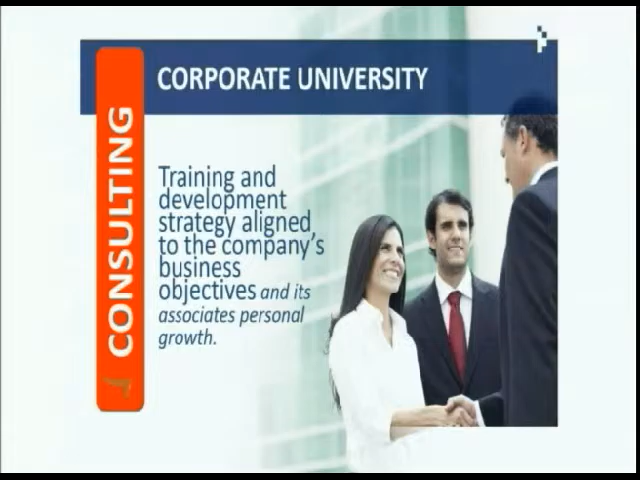 CORPORATE UNIVERSITY
CONSULTING
Training and
development
strategy aligned
to the company's
business
objectives and its
associates personal
growth.